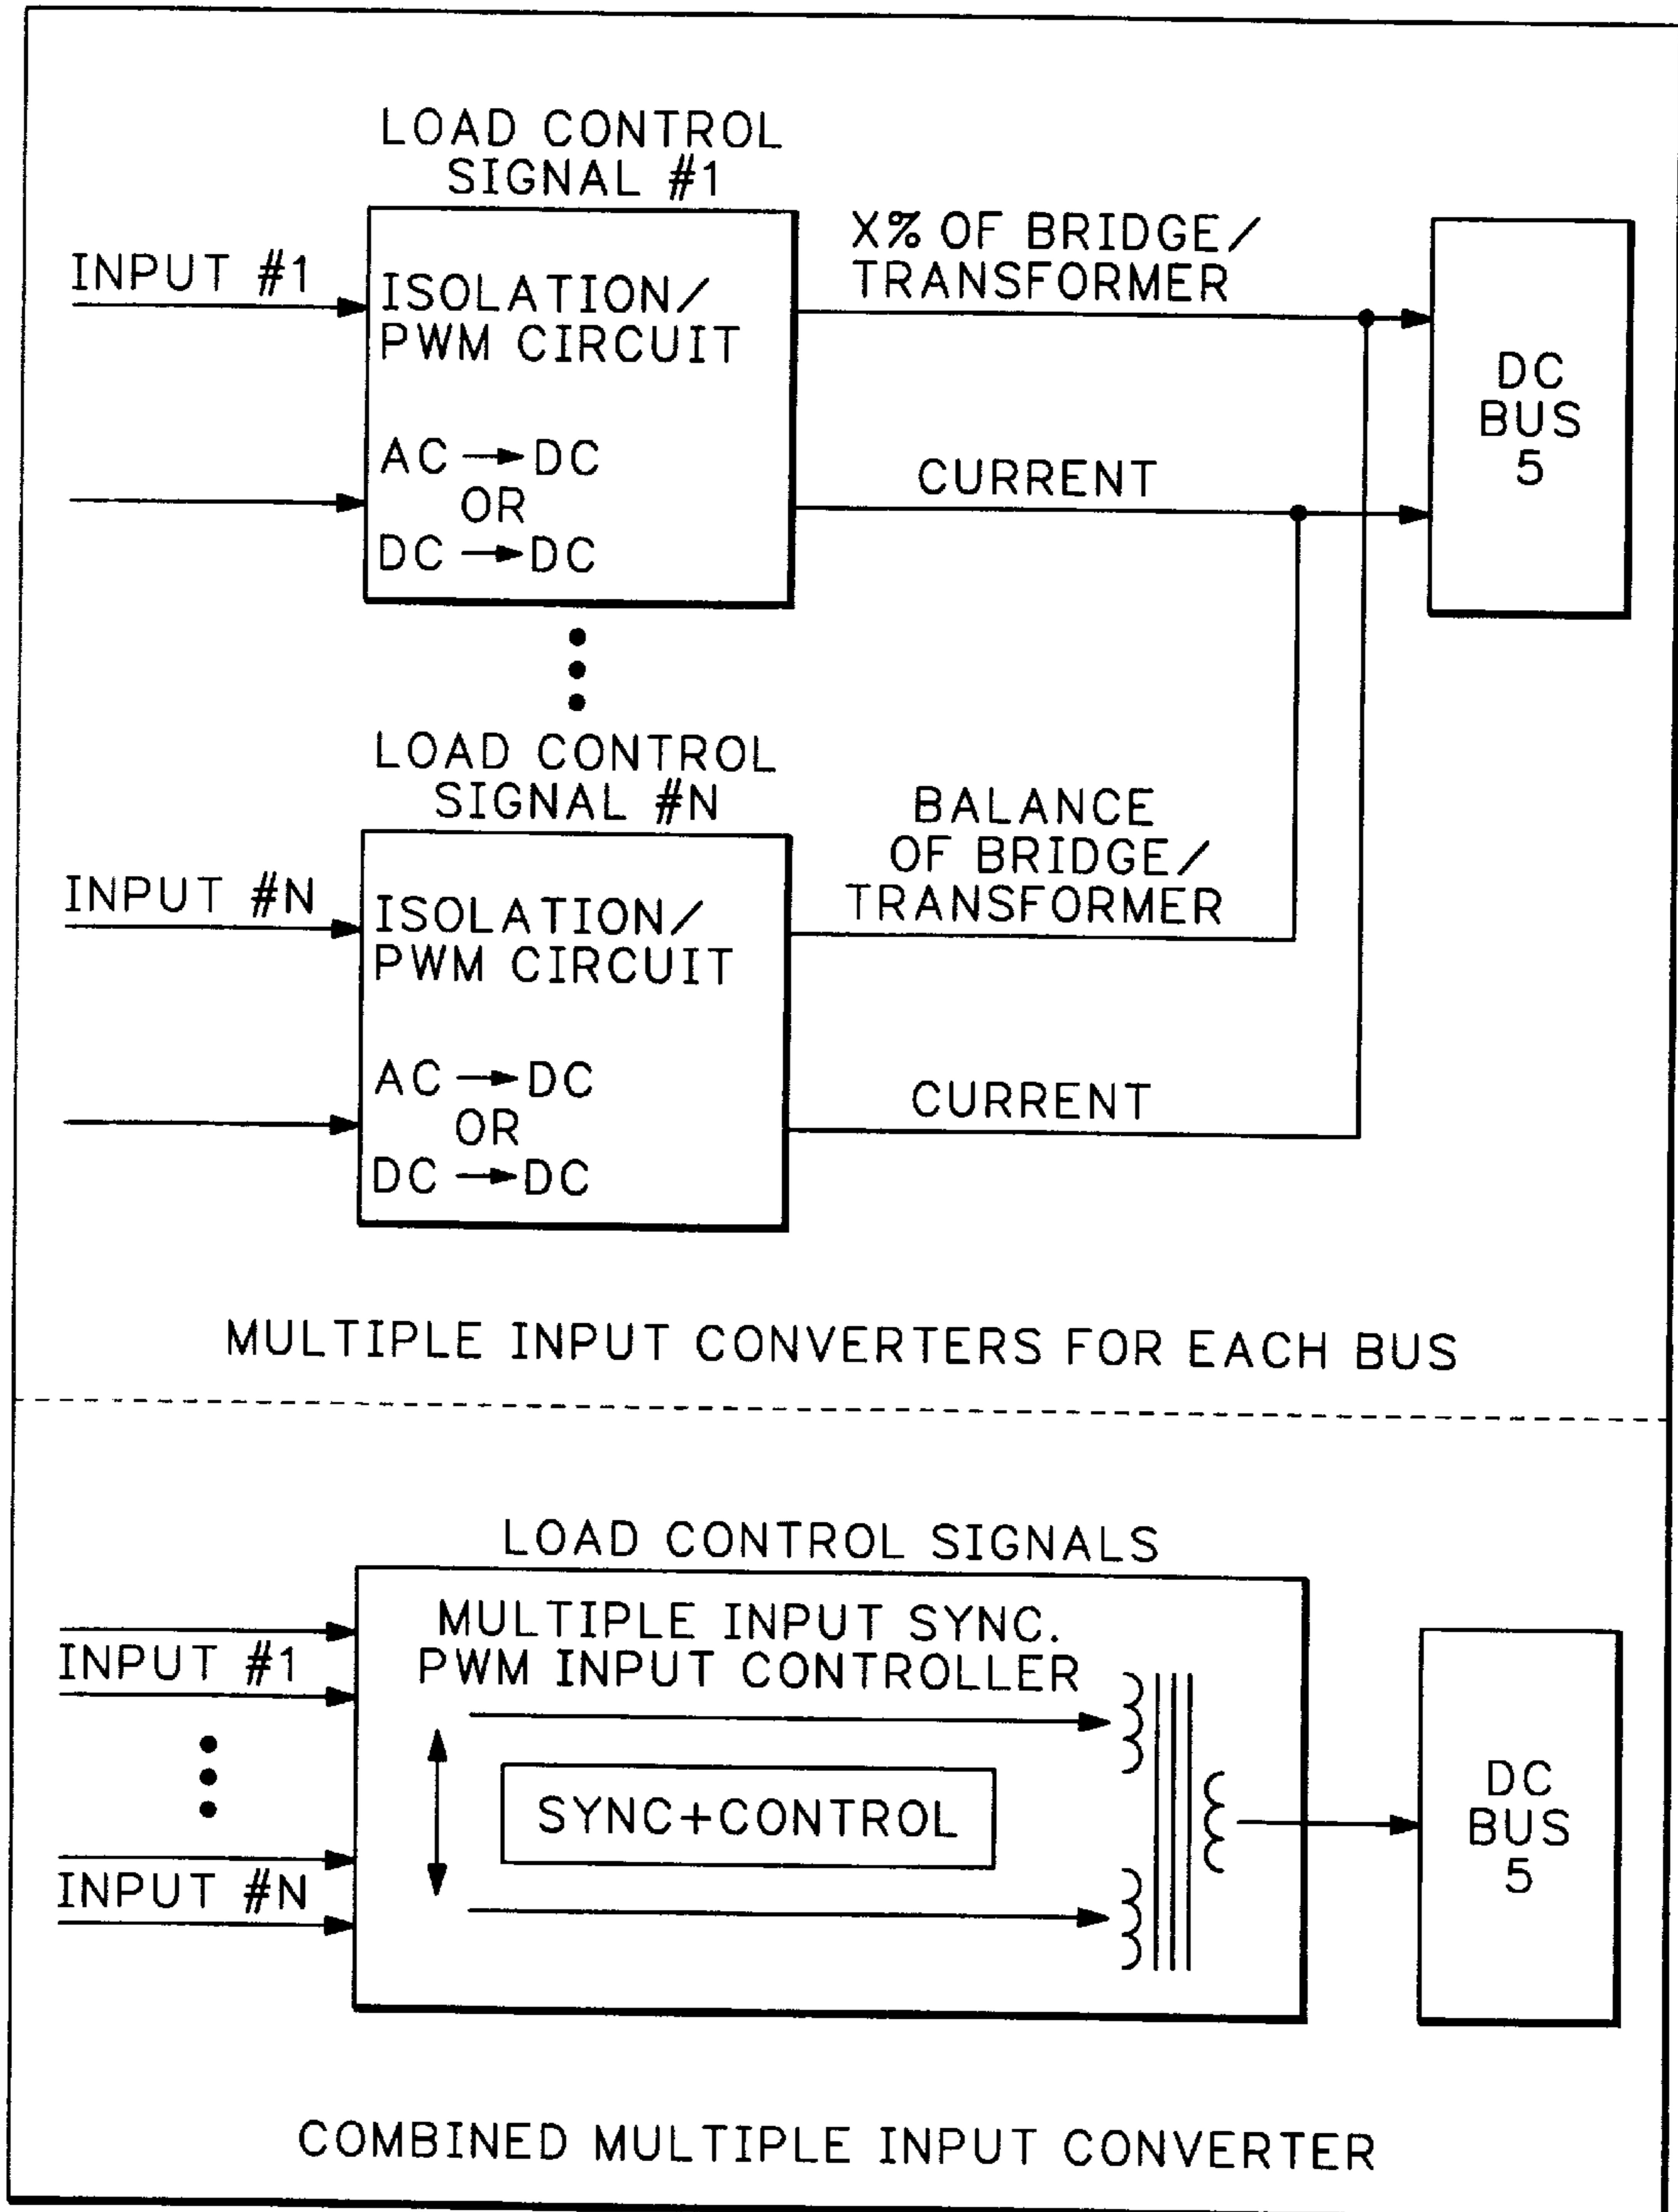 LOAD CONTROL
SIGNAL #1
INPUT #1
ISOLATION/
PWM CIRCUIT
AC → DC
OR
DC → DC
X% OF BRIDGE/
TRANSFORMER
CURRENT
DC
BUS
5
LOAD CONTROL
SIGNAL #N
INPUT #N
ISOLATION/
PWM CIRCUIT
AC → DC
OR
DC → DC
BALANCE
OF BRIDGE/
TRANSFORMER
CURRENT
MULTIPLE INPUT CONVERTERS FOR EACH BUS
LOAD CONTROL SIGNALS
INPUT #1
INPUT #N
MULTIPLE INPUT SYNC.
PWM INPUT CONTROLLER
SYNC+CONTROL
DC
BUS
5
COMBINED MULTIPLE INPUT CONVERTER